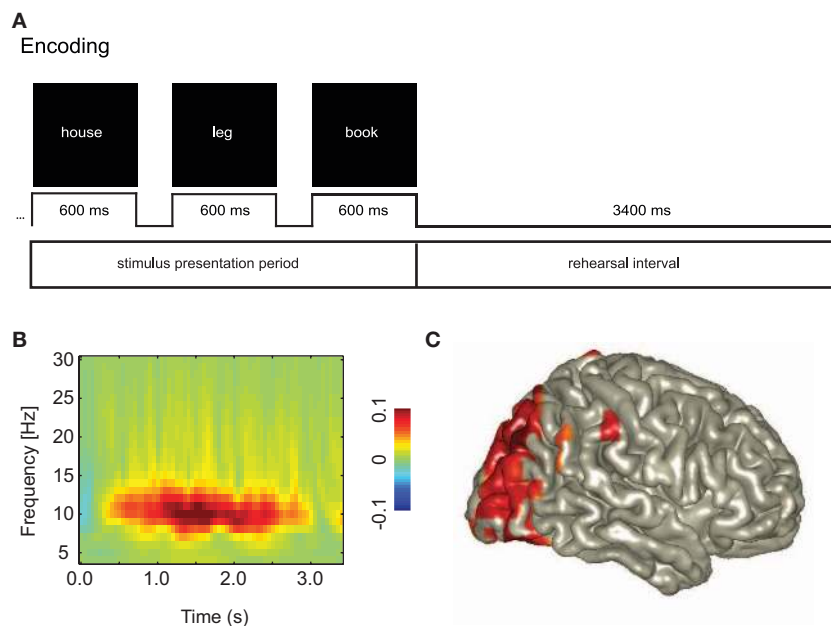 A
Encoding
house leg book
... 600 ms 600 ms 600 ms 3400 ms
stimulus presentation period rehearsal interval
B C
30
25
20
15
10
5
Frequency [Hz]
0.0 1.0 2.0 3.0
Time (s)
0.1
0
-0.1